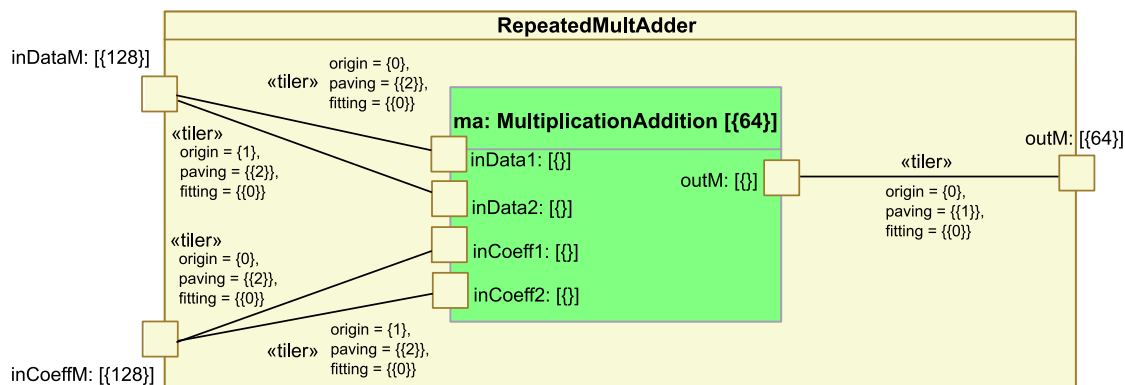 RepeatedMultAdder
inDataM: [{128}]
«tiler»
origin = {0},
paving = {{2}},
fitting = {{0}}
«tiler»
origin = {1},
paving = {{2}},
fitting = {{0}}
ma: MultiplicationAddition [{64}]
inData1: [{}]
inData2: [{}]
inCoeff1: [{}]
inCoeff2: [{}]
outM: [{}]
outM: [{64}]
«tiler»
origin = {0},
paving = {{1}},
fitting = {{0}}
«tiler»
origin = {0},
paving = {{2}},
fitting = {{0}}
«tiler»
origin = {1},
paving = {{2}},
fitting = {{0}}
inCoeffM: [{128}]